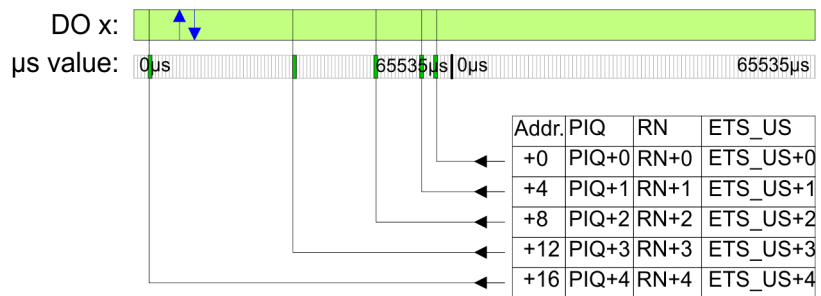 DO x:
µs value: 0µs 65535µs 0µs 65535µs
Addr. PIQ RN ETS_US
+0 PIQ+0 RN+0 ETS_US+0
+4 PIQ+1 RN+1 ETS_US+1
+8 PIQ+2 RN+2 ETS_US+2
+12 PIQ+3 RN+3 ETS_US+3
+16 PIQ+4 RN+4 ETS_US+4